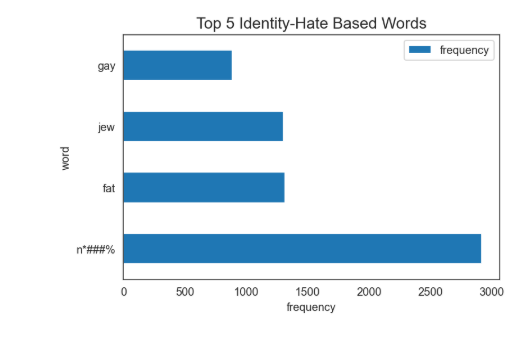 Top 5 Identity-Hate Based Words
frequency
gay
jew
fat
n*###%
word
0 500 1000 1500 2000 2500 3000
frequency